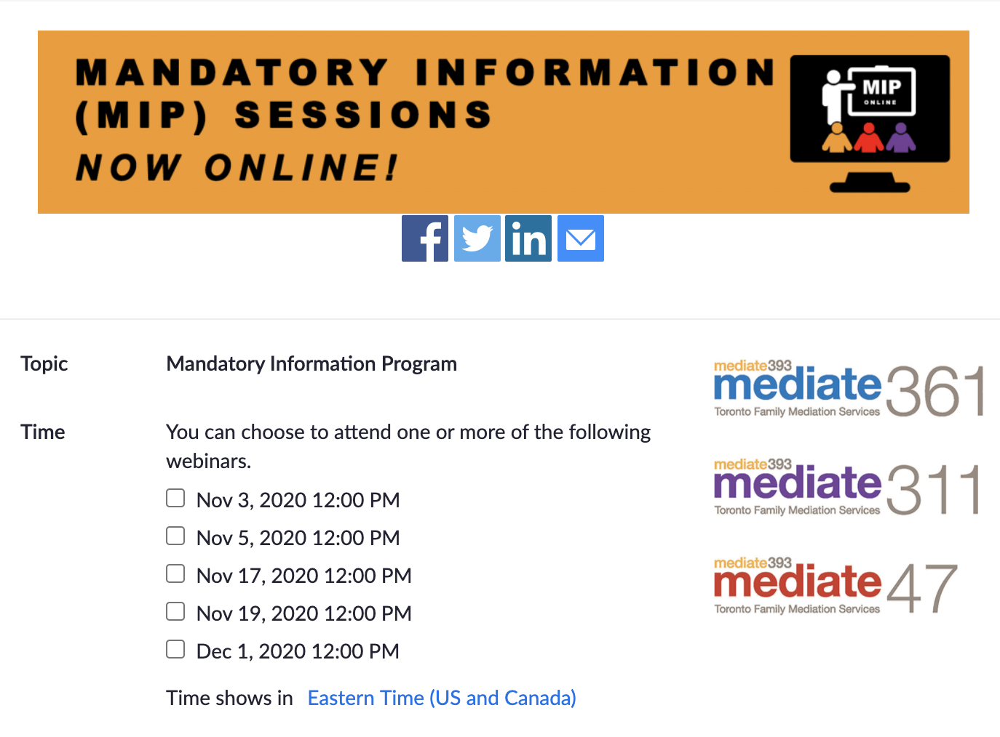 MANDATORY INFORMATION
(MIP) SESSIONS
NOW ONLINE!
MIP
ONLINE
f
in
Topic
Mandatory Information Program
Time
You can choose to attend one or more of the following
webinars.
Nov 3, 2020 12:00 PM
Nov 5, 2020 12:00 PM
Nov 17, 2020 12:00 PM
Nov 19, 2020 12:00 PM
Dec 1, 2020 12:00 PM
Time shows in Eastern Time (US and Canada)
mediate393
mediate361
Toronto Family Mediation Services
mediate393
mediate311
Toronto Family Mediation Services
mediate393
mediate47
Toronto Family Mediation Services